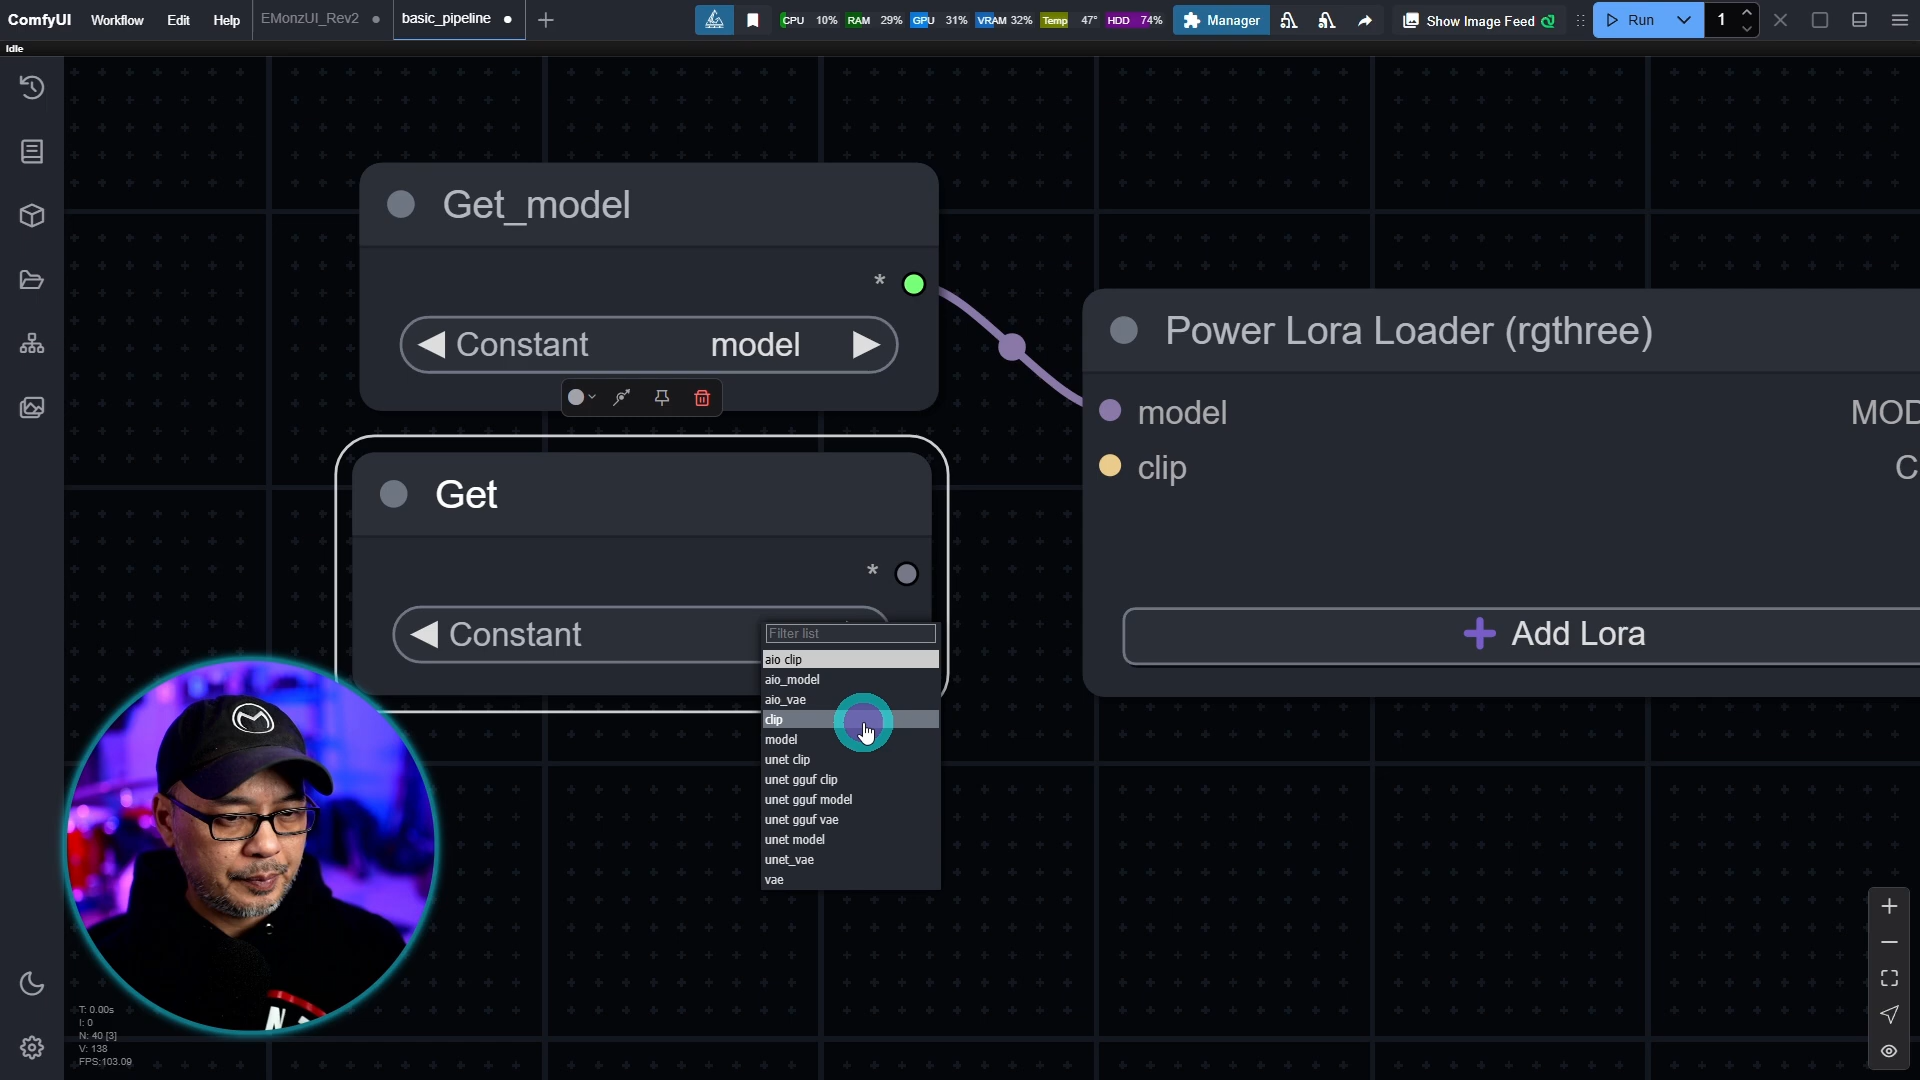 ComfyUI Workflow Edit Help EMonzUI_Rev2 basic_pipeline
CPU 10% RAM 29% GPU 31% VRAM 32% Temp 47° HDD 74% Manager Show Image Feed Run 1
Idle
Get_model
*
Constant model
Power Lora Loader (rgthree)
model MOD
clip C
Add Lora
Get
*
Constant
Filter list
aio clip
aio_model
aio_vae
clip
model
unet clip
unet gguf clip
unet gguf model
unet gguf vae
unet model
unet_vae
vae
T: 0.00s
I: 0
N: 40 [3]
V: 138
FPS:103.09